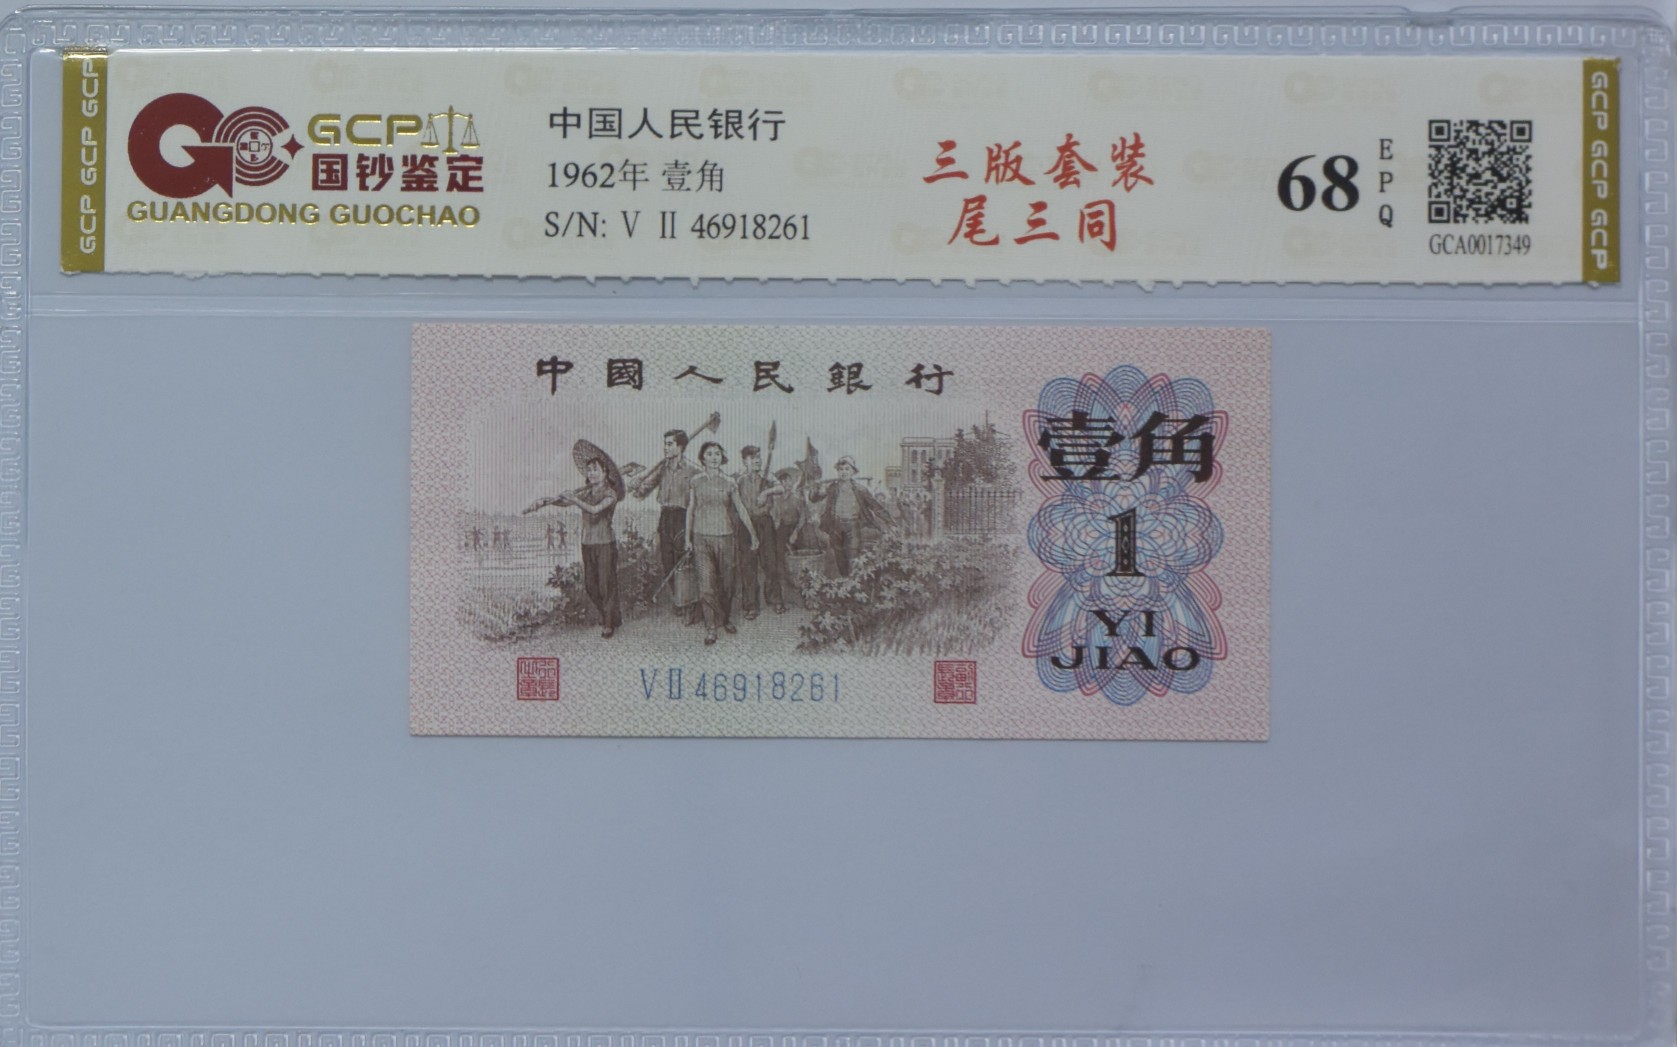 GCP GCP GCP
GCP
国钞鉴定
GUANGDONG GUOCHAO
中国人民银行
1962年 壹角
S/N: V II 46918261
三版套装
尾三同
68
EPQ
GCA0017349
GCP GCP GCP
中國人民銀行
壹角
1
YI
JIAO
V II 46918261